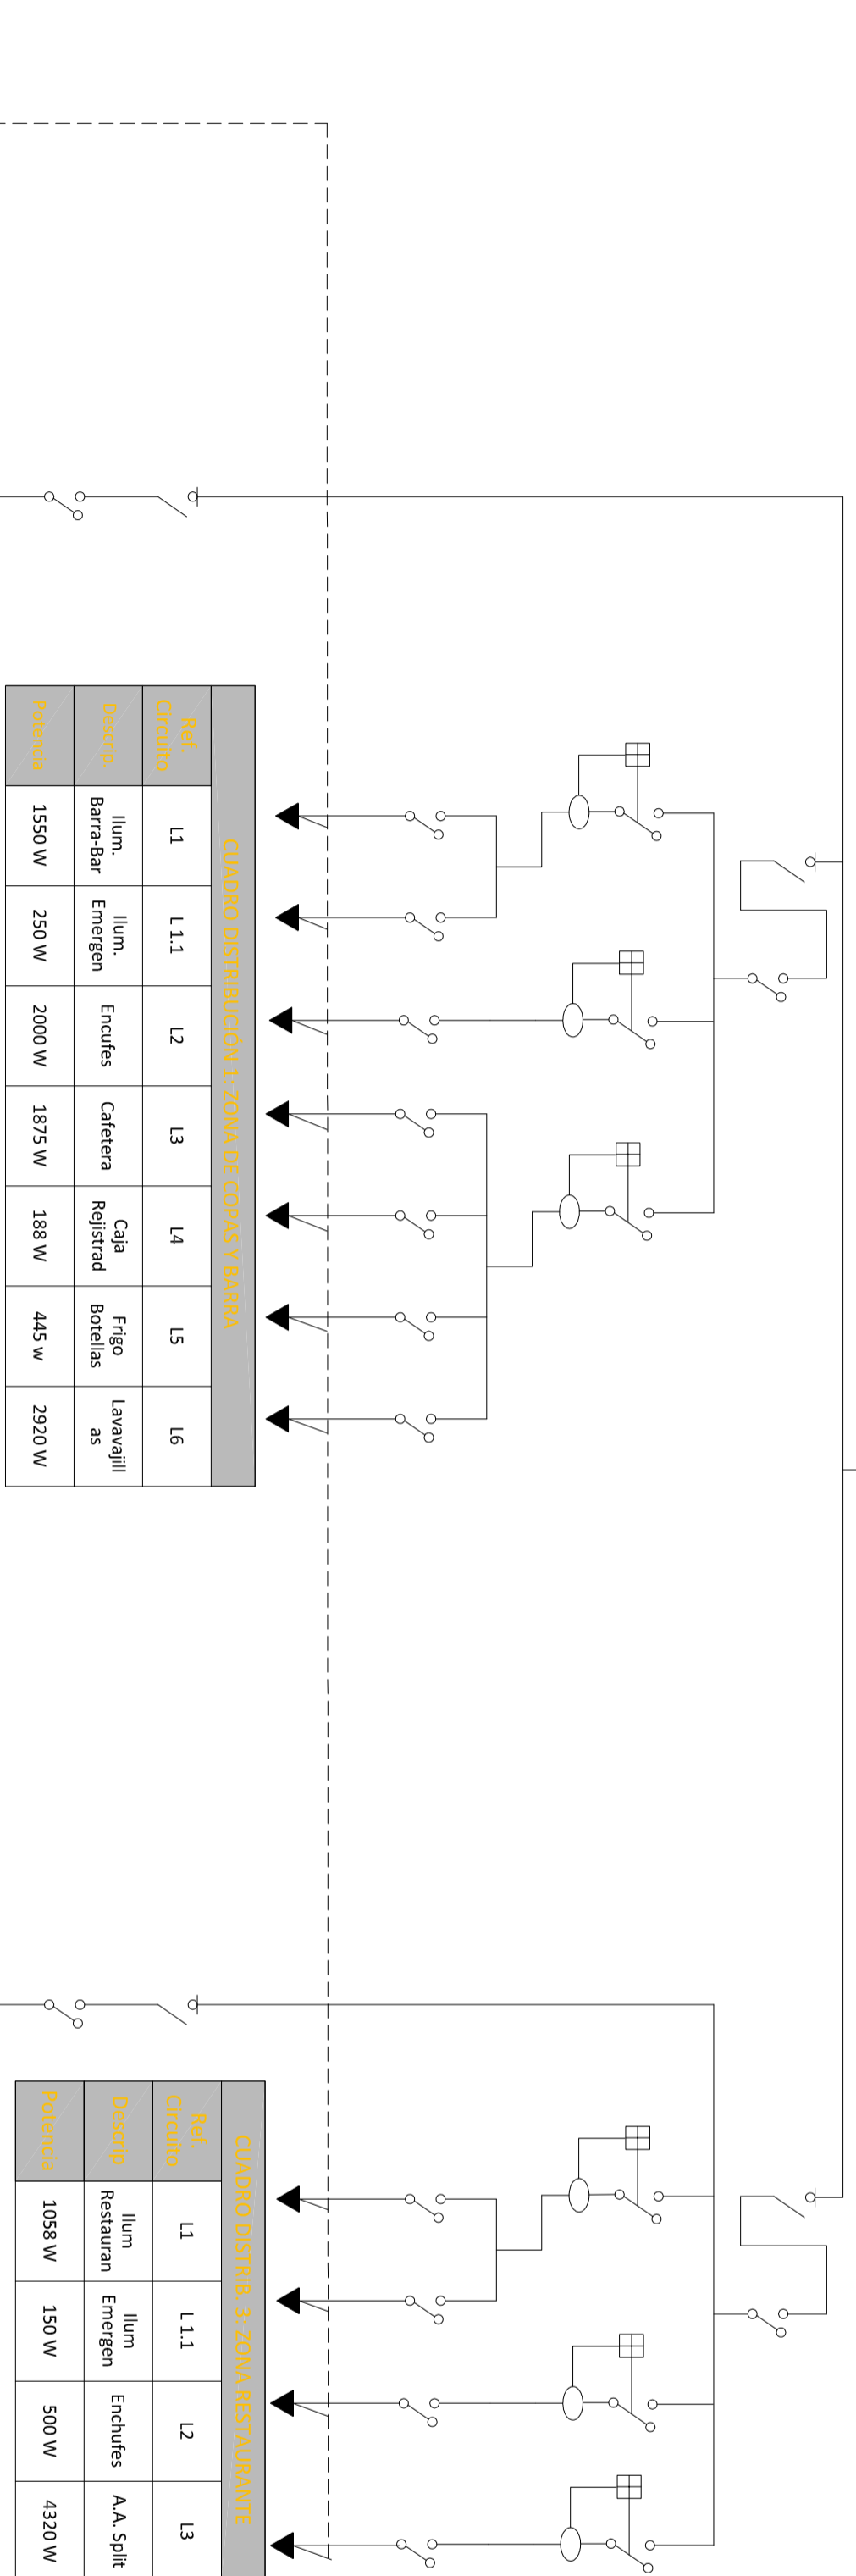 CUADRO DISTRIBUCIÓN 1: ZONA DE COPAS Y BARRA
Ref.
Circuito
L1
L 1.1
L2
L3
L4
L5
L6
Descrip.
Ilum.
Barra-Bar
Ilum.
Emergen
Encufes
Cafetera
Caja
Rejistrad
Frigo
Botellas
Lavavajill
as
Potencia
1550 W
250 W
2000 W
1875 W
188 W
445 w
2920 W
CUADRO DISTRIB. 3: ZONA RESTAURANTE
Ref.
Circuito
L1
L 1.1
L2
L3
Descrip
Ilum
Restauran
Ilum
Emergen
Enchufes
A.A. Split
Potencia
1058 W
150 W
500 W
4320 W